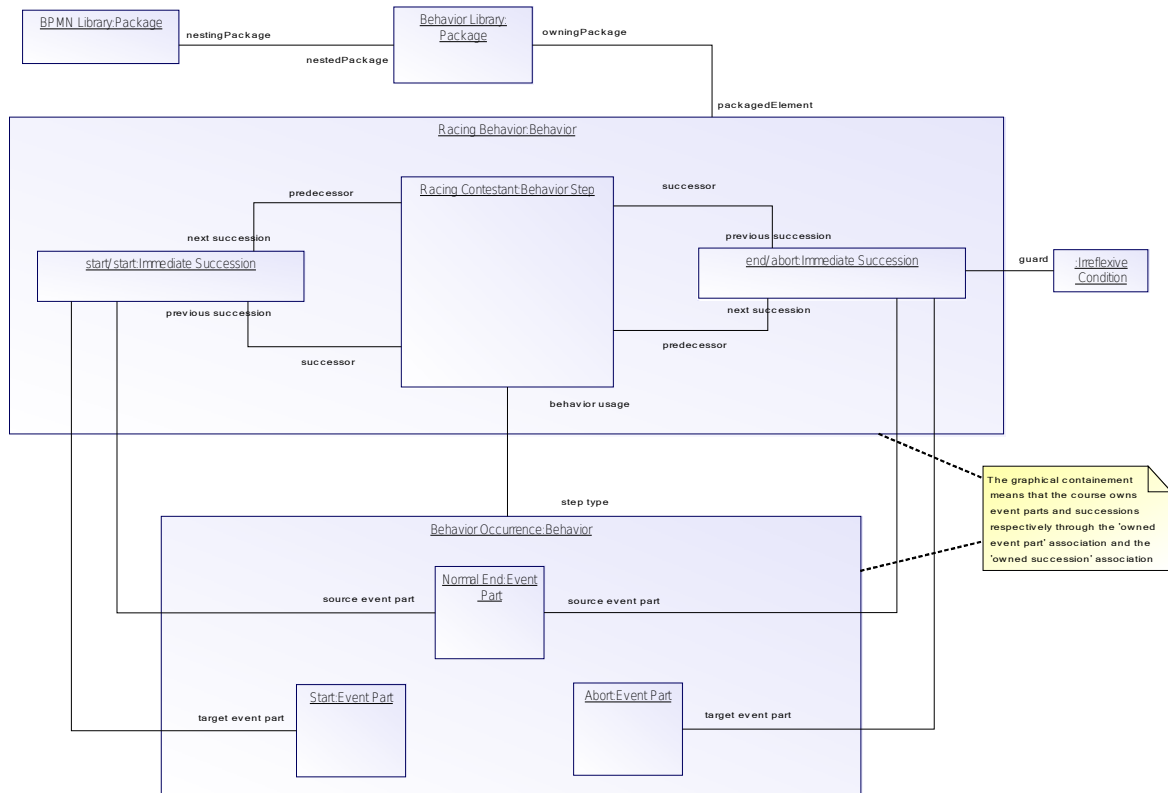 BPMN Library:Package
Behavior Library:
Package
nestingPackage
nestedPackage
owningPackage
packagedElement
Racing Behavior:Behavior
Racing Contestant:Behavior Step
predecessor
successor
next succession
previous succession
start/start:Immediate Succession
end/abort:Immediate Succession
guard
:Irreflexive
Condition
previous succession
next succession
successor
predecessor
behavior usage
step type
The graphical containement
means that the course owns
event parts and successions
respectively through the 'owned
event part' association and the
'owned succession' association
Behavior Occurrence:Behavior
Normal End:Event
Part
source event part
source event part
Start:Event Part
Abort:Event Part
target event part
target event part